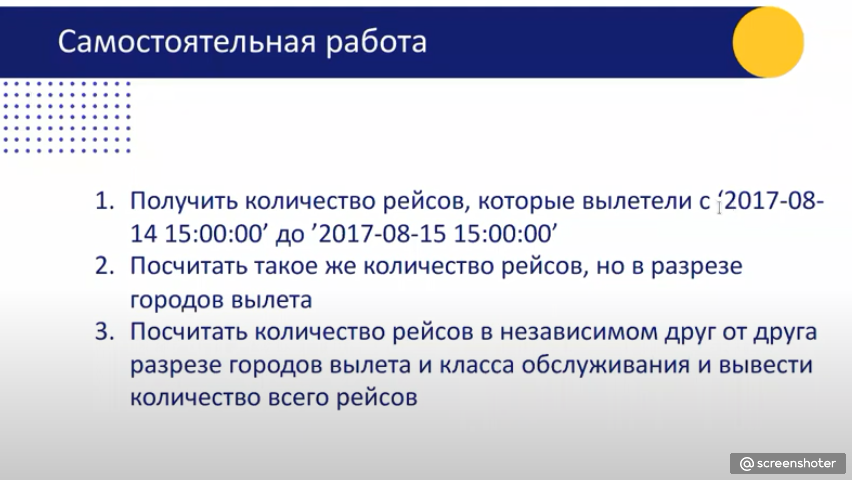 Самостоятельная работа
1. Получить количество рейсов, которые вылетели с ‘2017-08-
14 15:00:00’ до ’2017-08-15 15:00:00’
2. Посчитать такое же количество рейсов, но в разрезе
городов вылета
3. Посчитать количество рейсов в независимом друг от друга
разрезе городов вылета и класса обслуживания и вывести
количество всего рейсов
@screenshoter